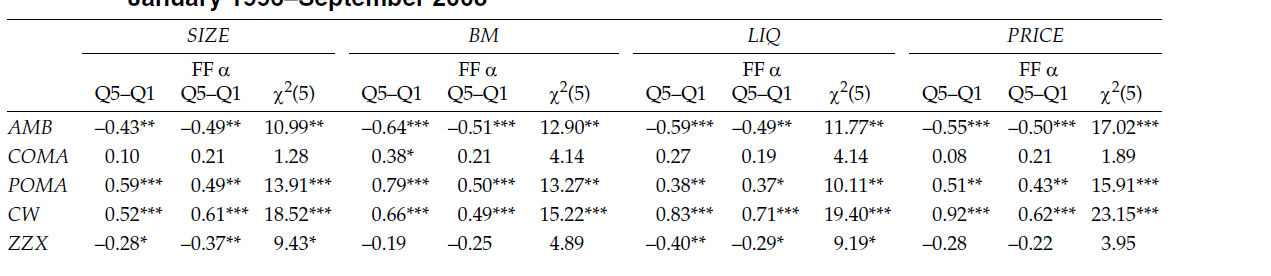 January 1996–September 2008
SIZE BM LIQ PRICE
FF α FF α FF α FF α
Q5–Q1 Q5–Q1 χ²(5) Q5–Q1 Q5–Q1 χ²(5) Q5–Q1 Q5–Q1 χ²(5) Q5–Q1 Q5–Q1 χ²(5)
AMB –0.43** –0.49** 10.99** –0.64*** –0.51*** 12.90** –0.59*** –0.49** 11.77** –0.55*** –0.50*** 17.02***
COMA 0.10 0.21 1.28 0.38* 0.21 4.14 0.27 0.19 4.14 0.08 0.21 1.89
POMA 0.59*** 0.49** 13.91*** 0.79*** 0.50*** 13.27** 0.38** 0.37* 10.11** 0.51** 0.43** 15.91***
CW 0.52*** 0.61*** 18.52*** 0.66*** 0.49*** 15.22*** 0.83*** 0.71*** 19.40*** 0.92*** 0.62*** 23.15***
ZZX –0.28* –0.37** 9.43* –0.19 –0.25 4.89 –0.40** –0.29* 9.19* –0.28 –0.22 3.95